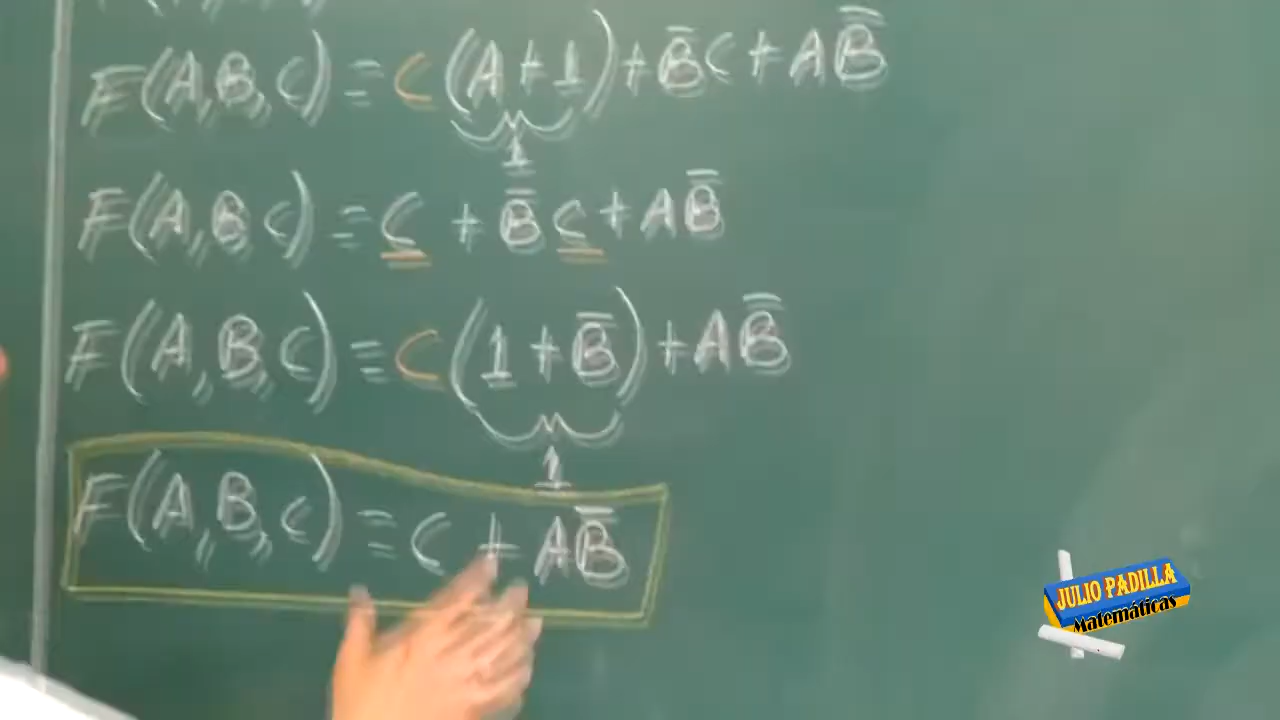 F(A,B,C) = C(A+1) + B̅C + AB̅
1
F(A,B,C) = C + B̅C + AB̅
F(A,B,C) = C(1+B̅) + AB̅
1
F(A,B,C) = C + AB̅
JULIO PADILLA
Matemáticas